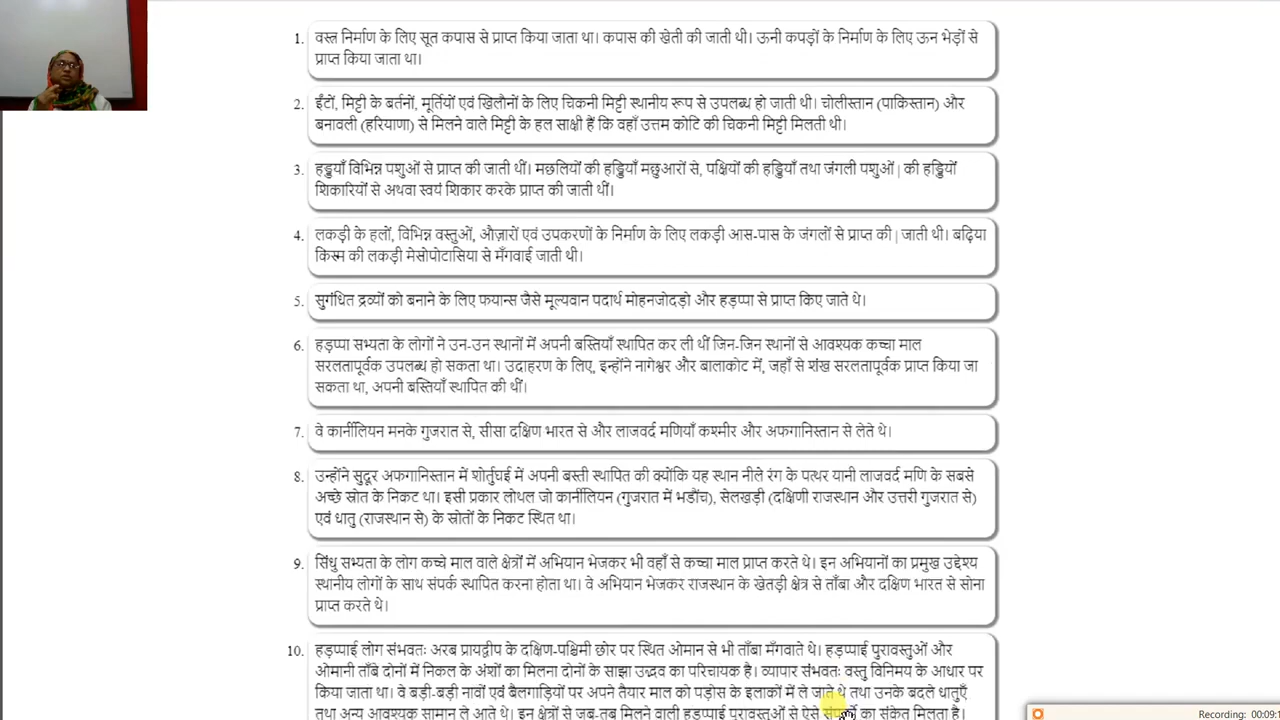 1. वस्त्र निर्माण के लिए सूत कपास से प्राप्त किया जाता था। कपास की खेती की जाती थी। ऊनी कपड़ों के निर्माण के लिए ऊन भेड़ों से
प्राप्त किया जाता था।
2. ईंटों, मिट्टी के बर्तनों, मूर्तियों एवं खिलौनों के लिए चिकनी मिट्टी स्थानीय रूप से उपलब्ध हो जाती थी। चोलीस्तान (पाकिस्तान) और
बनावली (हरियाणा) से मिलने वाले मिट्टी के हल साक्षी हैं कि वहाँ उत्तम कोटि की चिकनी मिट्टी मिलती थी।
3. हड्डयाँ विभिन्न पशुओं से प्राप्त की जाती थीं। मछलियों की हड्डियाँ मछुआरों से, पक्षियों की हड्डियाँ तथा जंगली पशुओं | की हड्डियों
शिकारियों से अथवा स्वयं शिकार करके प्राप्त की जाती थीं।
4. लकड़ी के हलों, विभिन्न वस्तुओं, औज़ारों एवं उपकरणों के निर्माण के लिए लकड़ी आस-पास के जंगलों से प्राप्त की | जाती थी। बढ़िया
किस्म की लकड़ी मेसोपोटासिया से मँगवाई जाती थी।
5. सुगंधित द्रव्यों को बनाने के लिए फयान्स जैसे मूल्यवान पदार्थ मोहनजोदड़ो और हड़प्पा से प्राप्त किए जाते थे।
6. हड़प्पा सभ्यता के लोगों ने उन-उन स्थानों में अपनी बस्तियाँ स्थापित कर ली थीं जिन-जिन स्थानों से आवश्यक कच्चा माल
सरलतापूर्वक उपलब्ध हो सकता था। उदाहरण के लिए, इन्होंने नागेश्वर और बालाकोट में, जहाँ से शंख सरलतापूर्वक प्राप्त किया जा
सकता था, अपनी बस्तियाँ स्थापित की थीं।
7. वे कार्नीलियन मनके गुजरात से, सीसा दक्षिण भारत से और लाजवर्द मणियाँ कश्मीर और अफगानिस्तान से लेते थे।
8. उन्होंने सुदूर अफगानिस्तान में शोर्तुघई में अपनी बस्ती स्थापित की क्योंकि यह स्थान नीले रंग के पत्थर यानी लाजवर्द मणि के सबसे
अच्छे स्रोत के निकट था। इसी प्रकार लोथल जो कार्नीलियन (गुजरात में भडौंच), सेलखड़ी (दक्षिणी राजस्थान और उत्तरी गुजरात से)
एवं धातु (राजस्थान से) के स्रोतों के निकट स्थित था।
9. सिंधु सभ्यता के लोग कच्चे माल वाले क्षेत्रों में अभियान भेजकर भी वहाँ से कच्चा माल प्राप्त करते थे। इन अभियानों का प्रमुख उद्देश्य
स्थानीय लोगों के साथ संपर्क स्थापित करना होता था। वे अभियान भेजकर राजस्थान के खेतड़ी क्षेत्र से ताँबा और दक्षिण भारत से सोना
प्राप्त करते थे।
10. हड़प्पाई लोग संभवतः अरब प्रायद्वीप के दक्षिण-पश्चिमी छोर पर स्थित ओमान से भी ताँबा मँगवाते थे। हड़प्पाई पुरावस्तुओं और
ओमानी ताँबे दोनों में निकल के अंशों का मिलना दोनों के साझा उद्भव का परिचायक है। व्यापार संभवतः वस्तु विनिमय के आधार पर
किया जाता था। वे बड़ी-बड़ी नावों एवं बैलगाड़ियों पर अपने तैयार माल को पड़ोस के इलाकों में ले जाते थे तथा उनके बदले धातुएँ
तथा अन्य आवश्यक सामान ले आते थे। इन क्षेत्रों से जब-तब मिलने वाली हड़प्पाई पुरावस्तुओं से ऐसे संपर्कों का संकेत मिलता है।
Recording: 00:09